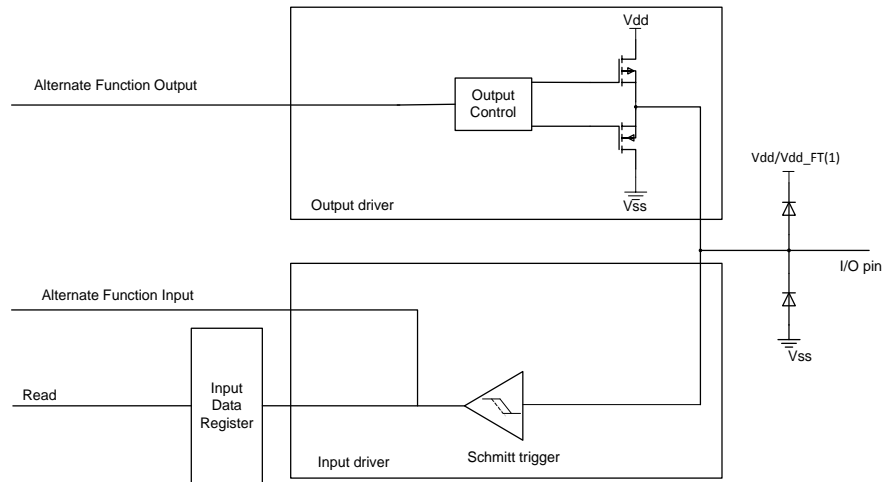 Vdd
Alternate Function Output
Output
Control
Vdd/Vdd_FT(1)
Output driver
Vss
I/O pin
Alternate Function Input
Vss
Read
Input
Data
Register
Input driver
Schmitt trigger